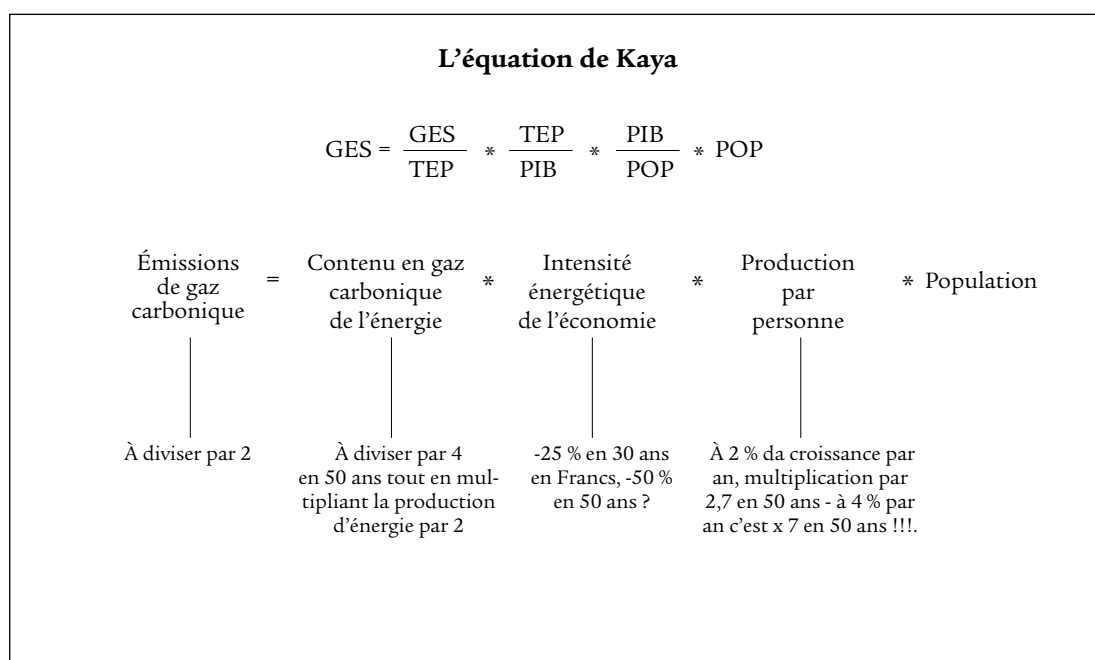 L’équation de Kaya
GES = GES/TEP * TEP/PIB * PIB/POP * POP
Émissions
de gaz
carbonique
=
Contenu en gaz
carbonique
de l’énergie
*
Intensité
énergétique
de l’économie
*
Production
par
personne
* Population
À diviser par 2
À diviser par 4
en 50 ans tout en mul-
tipliant la production
d’énergie par 2
-25 % en 30 ans
en Francs, -50 %
en 50 ans ?
À 2 % da croissance par
an, multiplication par
2,7 en 50 ans - à 4 % par
an c’est x 7 en 50 ans !!!.